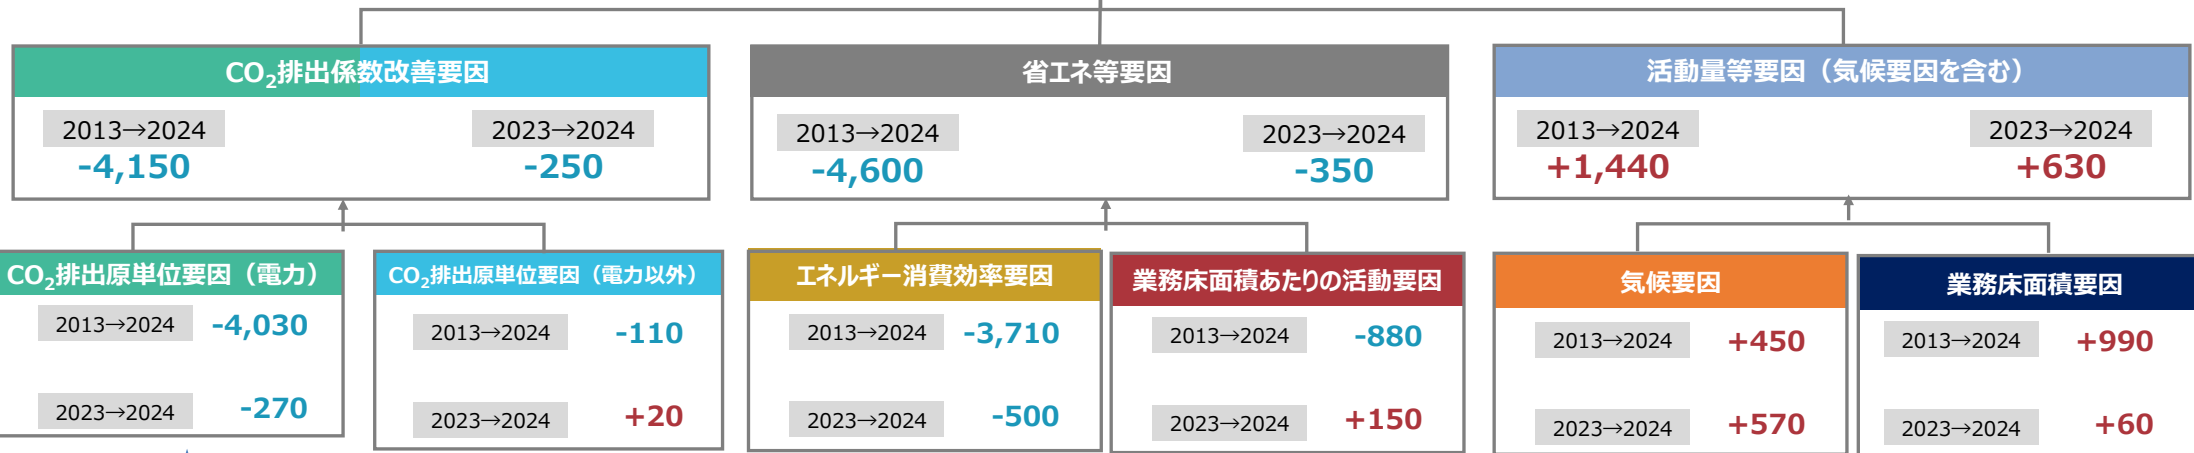 CO₂排出係数改善要因
2013→2024
-4,150
2023→2024
-250
省エネ等要因
2013→2024
-4,600
2023→2024
-350
活動量等要因（気候要因を含む）
2013→2024
+1,440
2023→2024
+630
CO₂排出原単位要因（電力）
2013→2024 -4,030
2023→2024 -270
CO₂排出原単位要因（電力以外）
2013→2024 -110
2023→2024 +20
エネルギー消費効率要因
2013→2024 -3,710
2023→2024 -500
業務床面積あたりの活動要因
2013→2024 -880
2023→2024 +150
気候要因
2013→2024 +450
2023→2024 +570
業務床面積要因
2013→2024 +990
2023→2024 +60